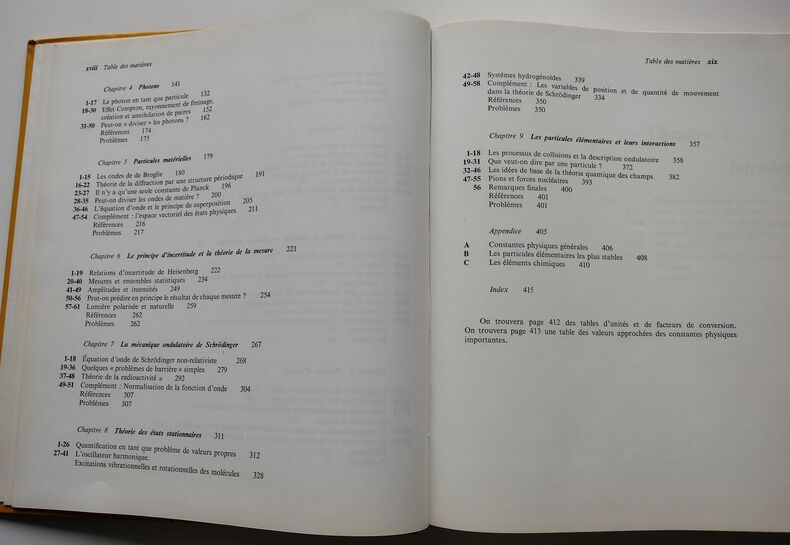 xviii Table des matières
Chapitre 4 Photons 141
1-17 Le photon en tant que particule 132
18-30 Effet Compton, rayonnement de freinage,
création et annihilation de paires 152
31-50 Peut-on « diviser » les photons ? 162
Références 174
Problèmes 175
Chapitre 5 Particules matérielles 179
1-15 Les ondes de de Broglie 180
16-22 Théorie de la diffraction par une structure périodique 191
23-27 Il n'y a qu'une seule constante de Planck 196
28-35 Peut-on diviser les ondes de matière ? 200
36-46 L'équation d'onde et le principe de superposition 205
47-54 Complément : l'espace vectoriel des états physiques 211
Références 216
Problèmes 217
Chapitre 6 Le principe d'incertitude et la théorie de la mesure 221
1-19 Relations d'incertitude de Heisenberg 222
20-40 Mesures et ensembles statistiques 234
41-49 Amplitudes et intensités 249
50-56 Peut-on prédire en principe le résultat de chaque mesure ? 254
57-61 Lumière polarisée et naturelle 259
Références 262
Problèmes 262
Chapitre 7 La mécanique ondulatoire de Schrödinger 267
1-18 Équation d'onde de Schrödinger non-relativiste 268
19-36 Quelques « problèmes de barrière » simples 279
37-48 Théorie de la radioactivité α 292
49-51 Complément : Normalisation de la fonction d'onde 304
Références 307
Problèmes 307
Chapitre 8 Théorie des états stationnaires 311
1-26 Quantification en tant que problème de valeurs propres 312
27-41 L'oscillateur harmonique.
Excitations vibrationnelles et rotationnelles des molécules 328
Table des matières xix
42-48 Systèmes hydrogénoïdes 339
49-58 Complément : Les variables de position et de quantité de mouvement
dans la théorie de Schrödinger 334
Références 350
Problèmes 350
Chapitre 9 Les particules élémentaires et leurs interactions 357
1-18 Les processus de collisions et la description ondulatoire 358
19-31 Que veut-on dire par une particule ? 372
32-46 Les idées de base de la théorie quantique des champs 382
47-55 Pions et forces nucléaires 393
56 Remarques finales 400
Références 401
Problèmes 401
Appendice 405
A Constantes physiques générales 406
B Les particules élémentaires les plus stables 408
C Les éléments chimiques 410
Index 415
On trouvera page 412 des tables d'unités et de facteurs de conversion.
On trouvera page 413 une table des valeurs approchées des constantes physiques
importantes.